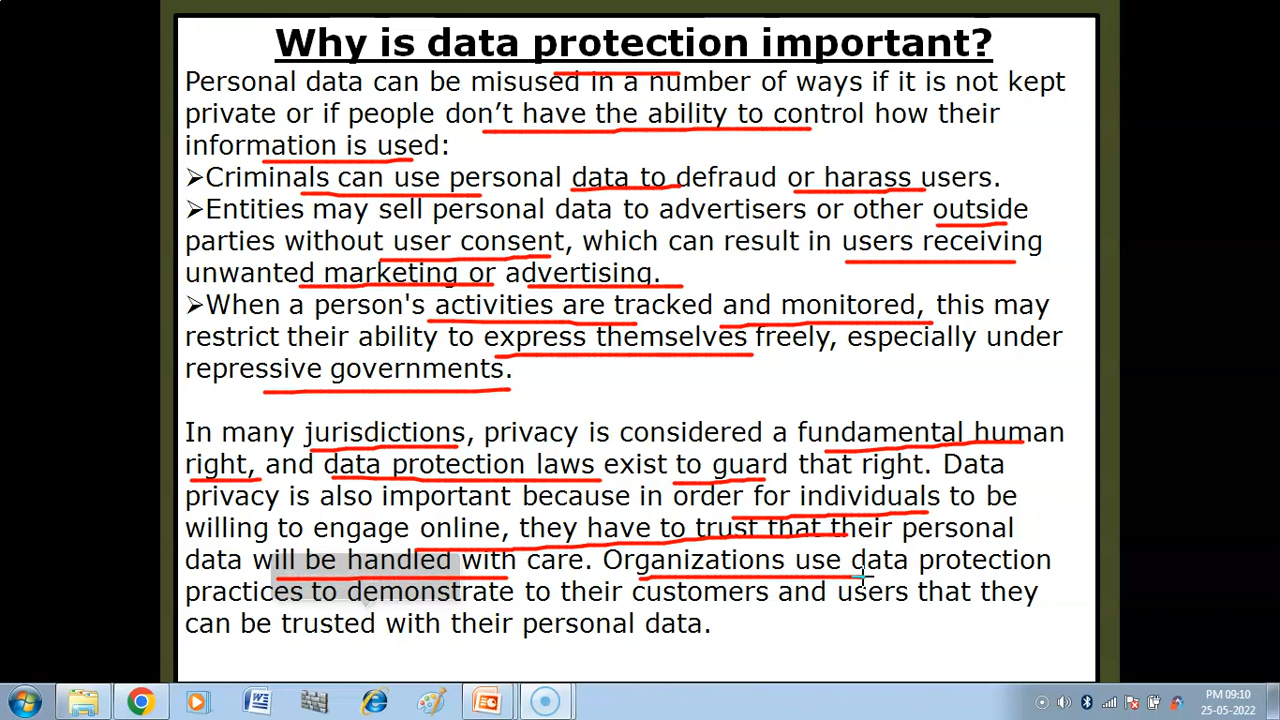 Why is data protection important?
Personal data can be misused in a number of ways if it is not kept
private or if people don’t have the ability to control how their
information is used:
➢Criminals can use personal data to defraud or harass users.
➢Entities may sell personal data to advertisers or other outside
parties without user consent, which can result in users receiving
unwanted marketing or advertising.
➢When a person's activities are tracked and monitored, this may
restrict their ability to express themselves freely, especially under
repressive governments.
In many jurisdictions, privacy is considered a fundamental human
right, and data protection laws exist to guard that right. Data
privacy is also important because in order for individuals to be
willing to engage online, they have to trust that their personal
data will be handled with care. Organizations use data protection
practices to demonstrate to their customers and users that they
can be trusted with their personal data.
PM 09:10
25-05-2022